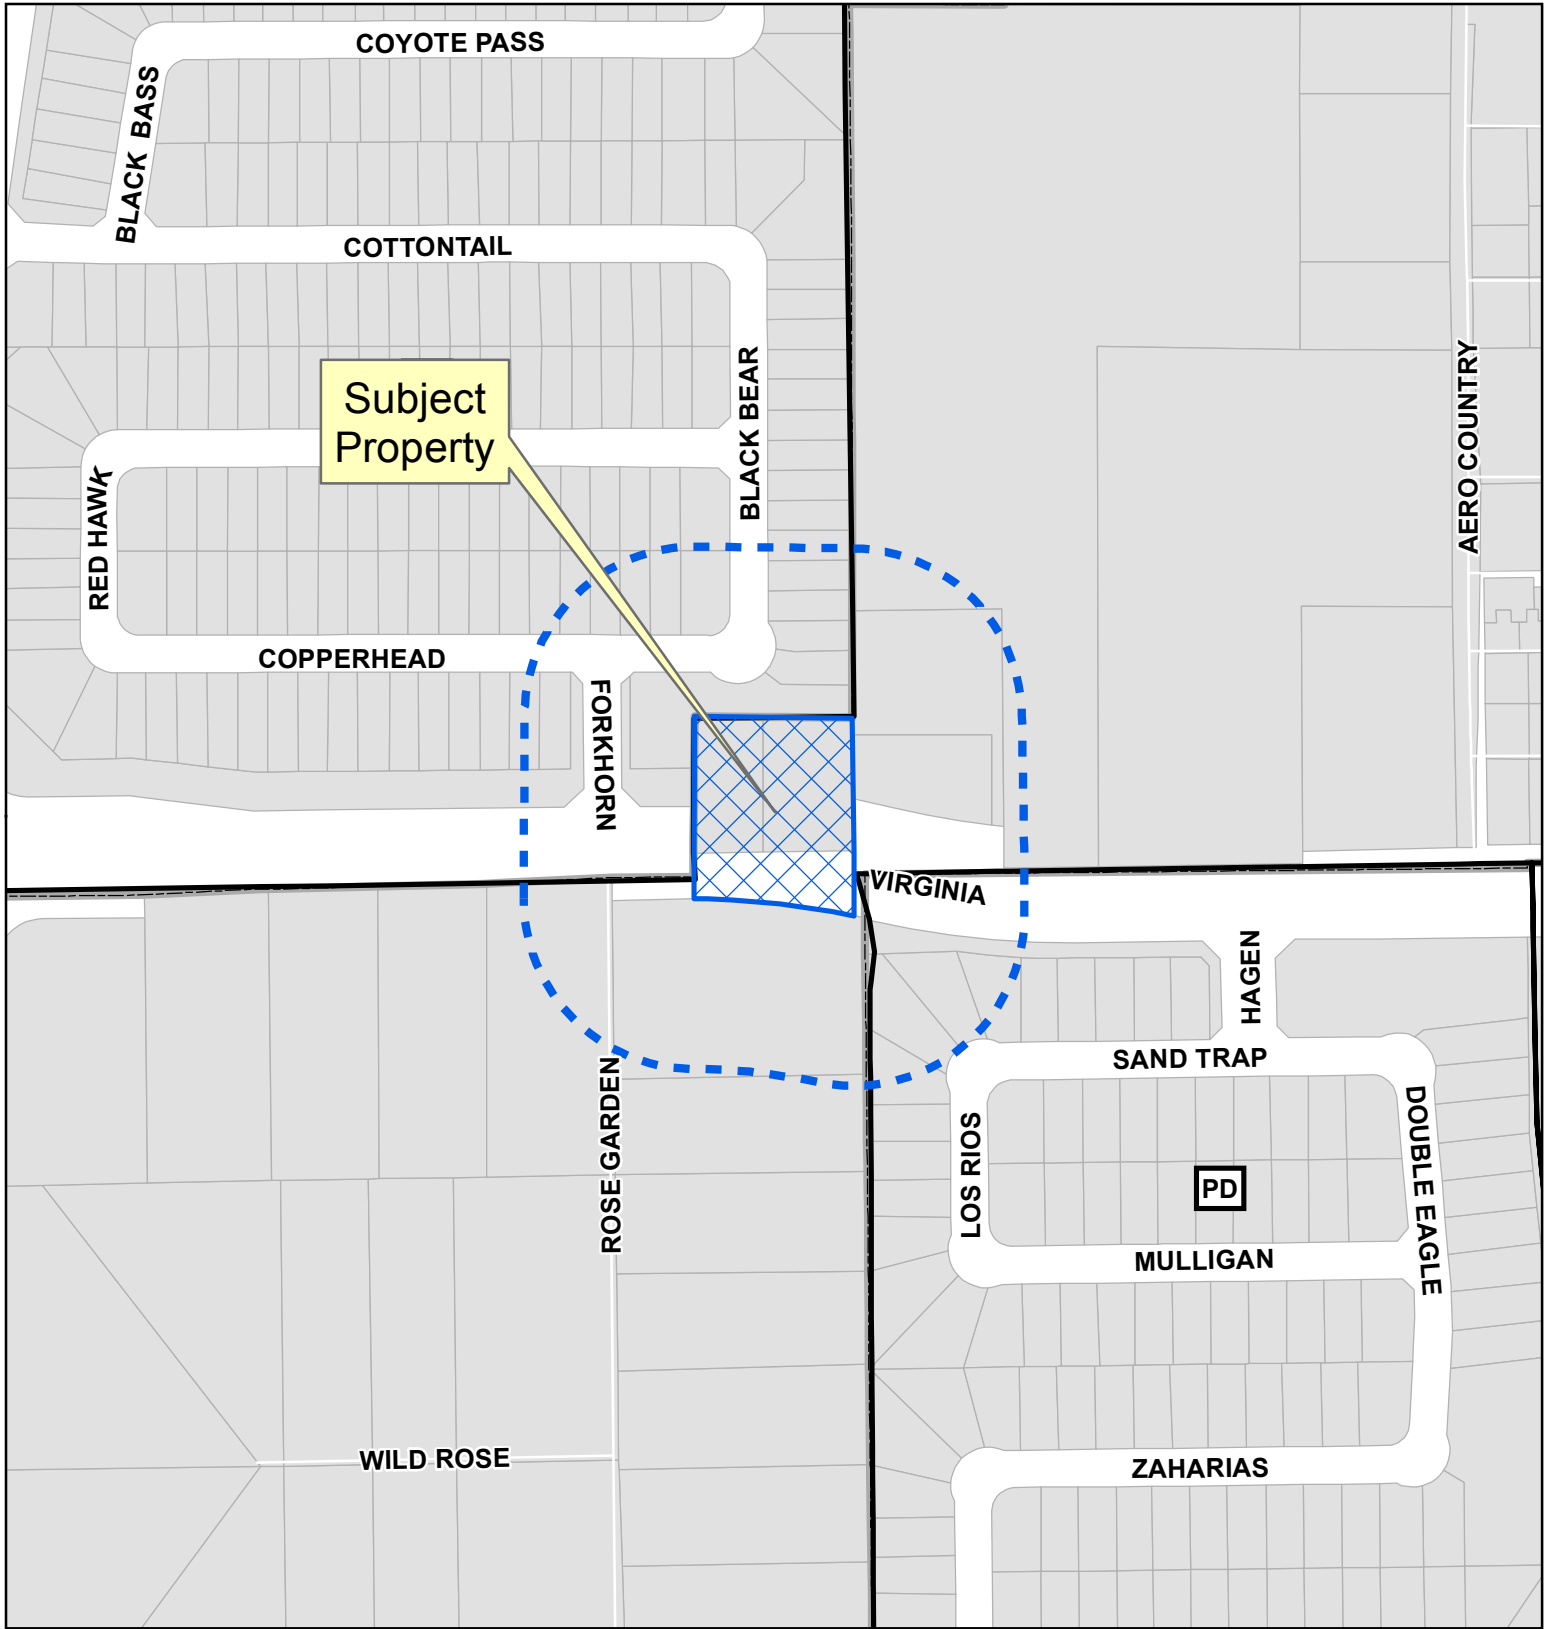 COYOTE PASS
BLACK BASS
COTTONTAIL
BLACK BEAR
AERO COUNTRY
Subject
Property
RED HAWK
COPPERHEAD
FORKHORN
VIRGINIA
HAGEN
SAND TRAP
ROSE GARDEN
LOS RIOS
DOUBLE EAGLE
PD
MULLIGAN
WILD ROSE
ZAHARIAS